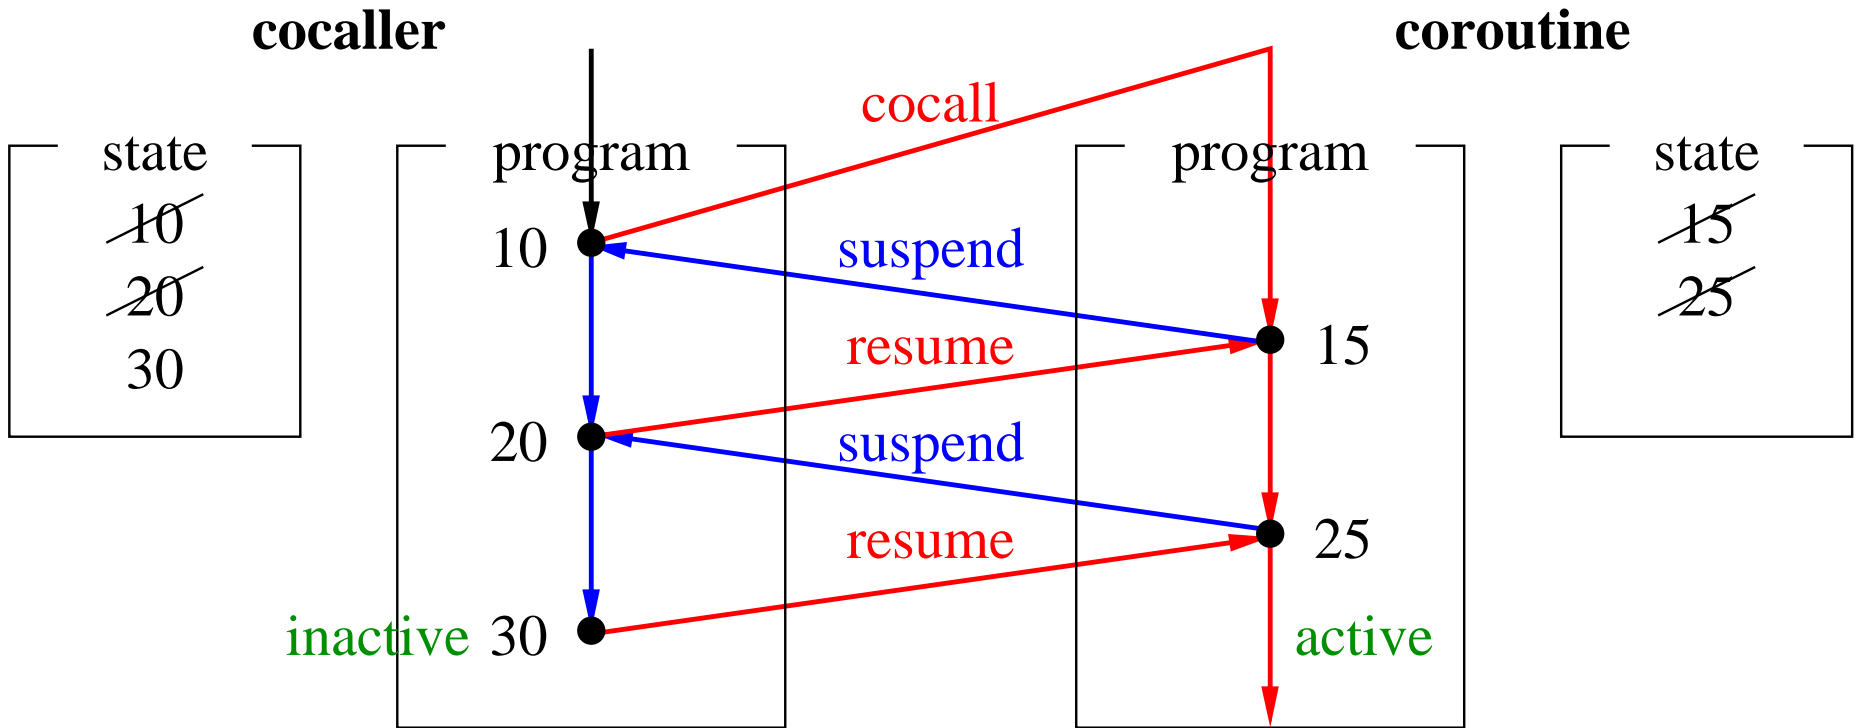 cocaller
coroutine
cocall
state
program
program
state
10
10
suspend
15
20
resume
15
25
30
20
suspend
resume
25
inactive
30
active